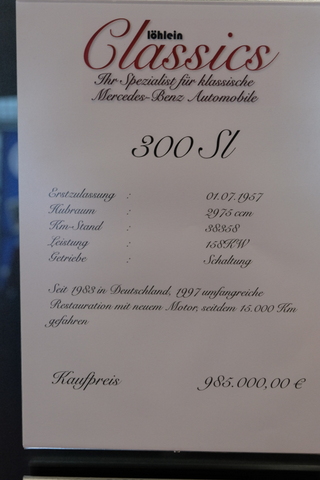 löhlein
Classics
Ihr Spezialist für klassische
Mercedes-Benz Automobile
300 Sl
Erstzulassung : 01.07.1957
Hubraum : 2975 ccm
Km-Stand : 38358
Leistung : 158KW
Getriebe : Schaltung
Seit 1983 in Deutschland, 1997 umfangreiche
Restauration mit neuem Motor, seitdem 15.000 Km
gefahren
Kaufpreis 985.000,00 €